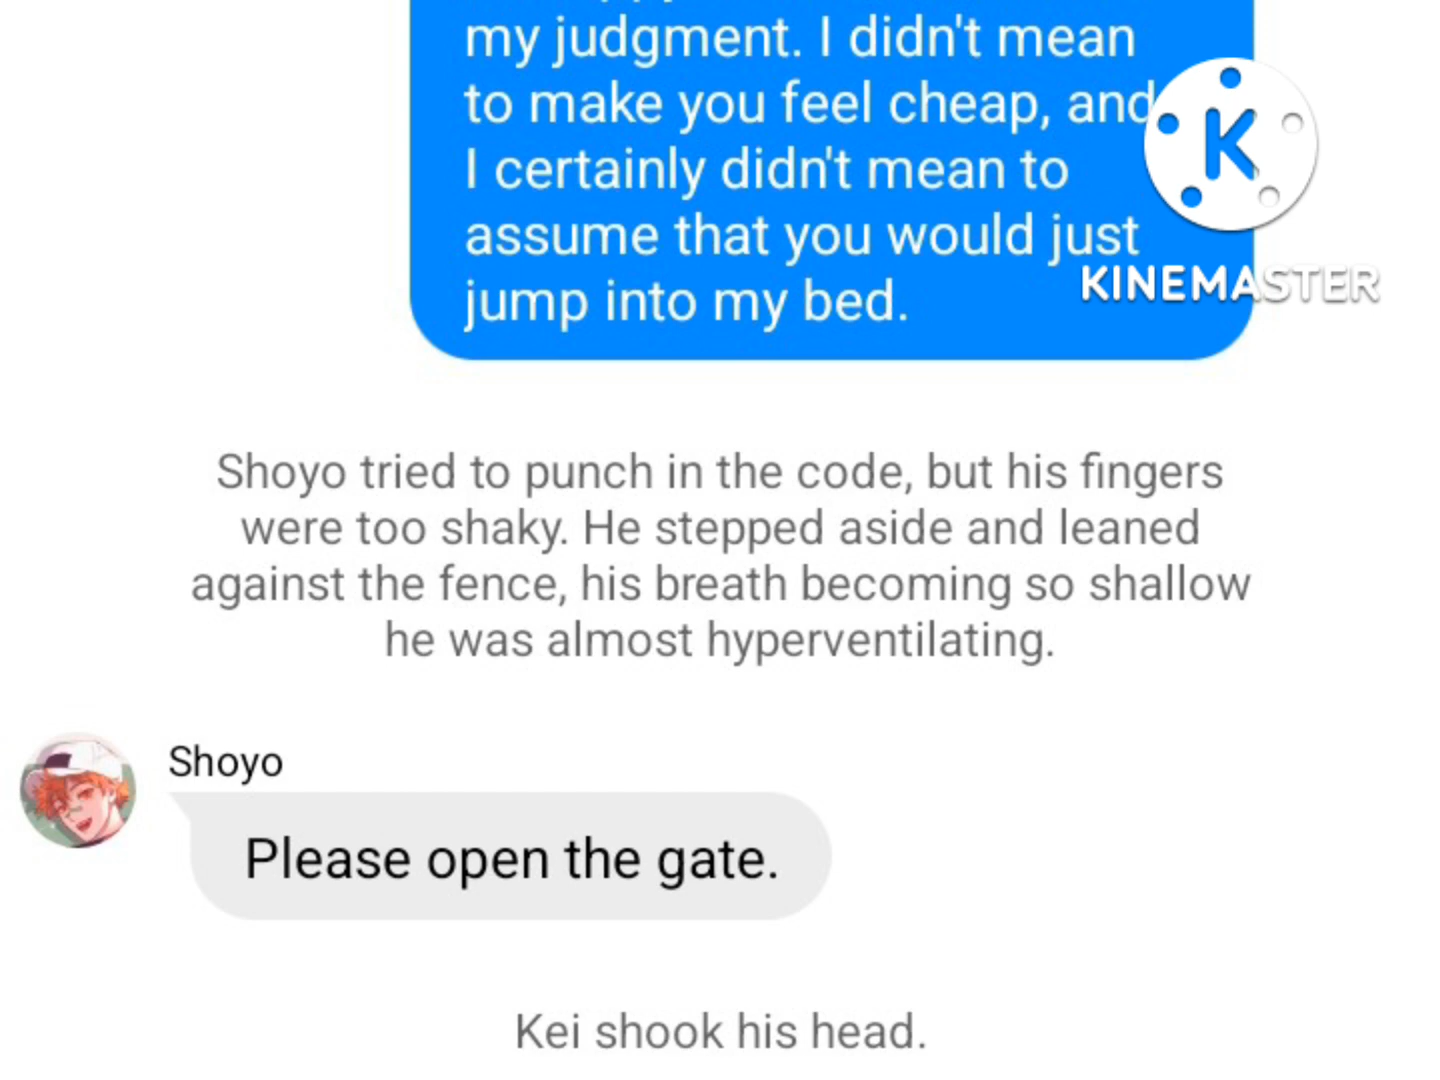 my judgment. I didn't mean
to make you feel cheap, and
I certainly didn't mean to
assume that you would just
jump into my bed.
K
KINEMASTER
Shoyo tried to punch in the code, but his fingers
were too shaky. He stepped aside and leaned
against the fence, his breath becoming so shallow
he was almost hyperventilating.
Shoyo
Please open the gate.
Kei shook his head.